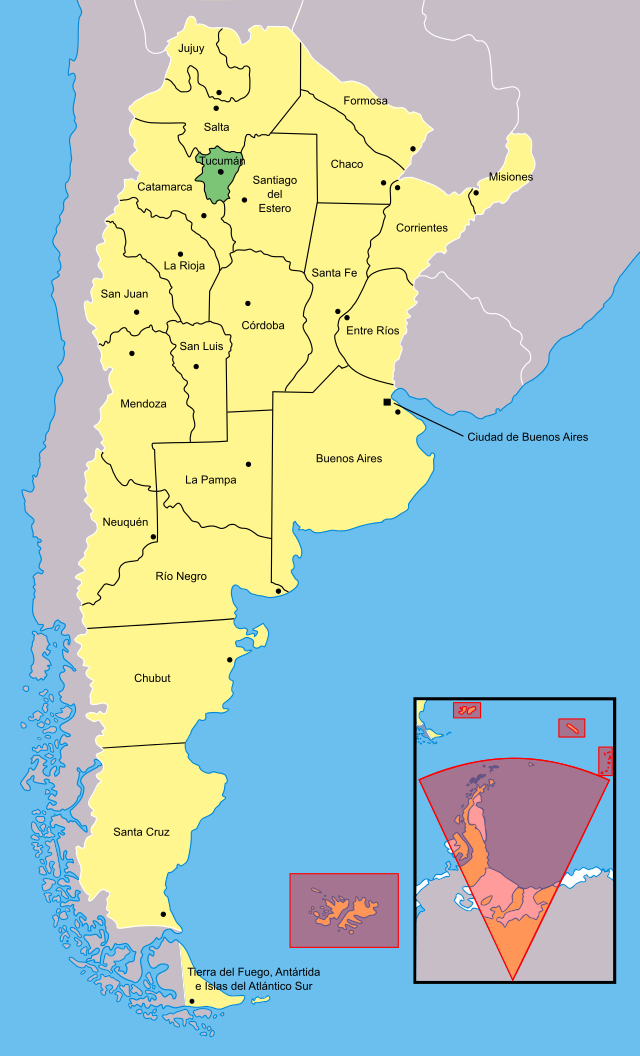 Jujuy
Formosa
Salta
Tucumán
Chaco
Misiones
Catamarca
Santiago
del
Estero
Corrientes
La Rioja
Santa Fe
San Juan
Córdoba
Entre Ríos
San Luis
Mendoza
Ciudad de Buenos Aires
Buenos Aires
La Pampa
Neuquén
Río Negro
Chubut
Santa Cruz
Tierra del Fuego, Antártida
e Islas del Atlántico Sur